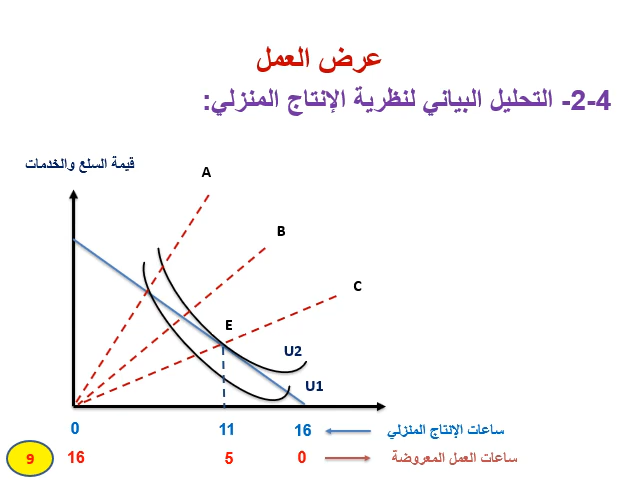 عرض العمل
2-4- التحليل البياني لنظرية الإنتاج المنزلي:
قيمة السلع والخدمات
A
B
C
E
U2
U1
0 11 16 ساعات الإنتاج المنزلي
16 5 0 ساعات العمل المعروضة
9